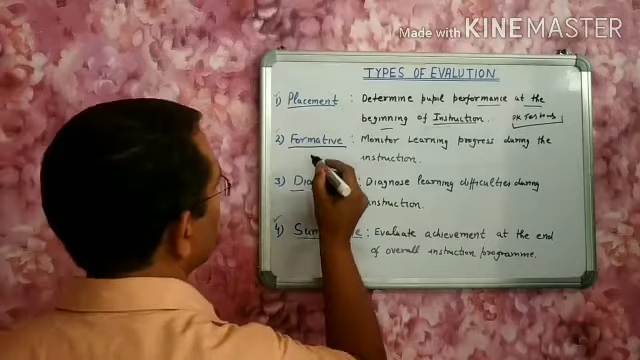 Made with KINEMASTER
TYPES OF EVALUTION
1) Placement : Determine pupil performance at the
beginning of Instruction.
2) Formative : Monitor Learning progress during the
instruction.
3) : Diagnose learning difficulties during
instruction.
4) : Evaluate achievement at the end
of overall instruction programme.